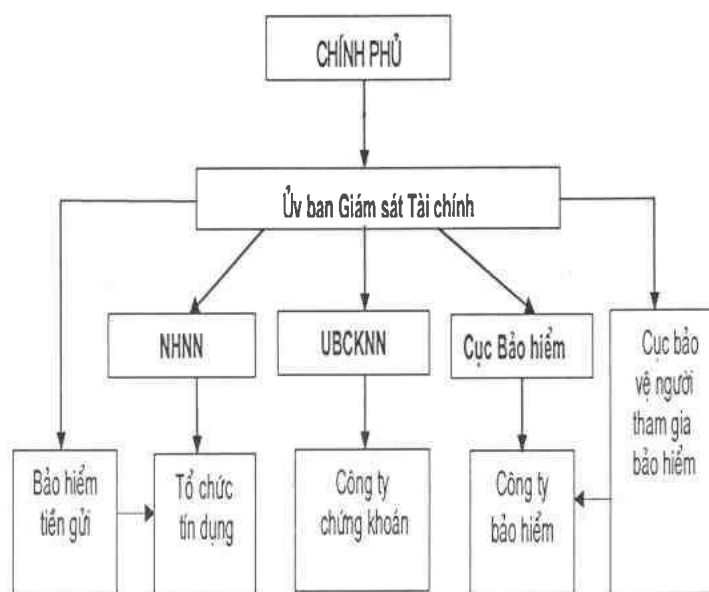 CHÍNH PHỦ
Ủv ban Giám sát Tài chính
NHNN
UBCKNN
Cục Bảo hiểm
Cục bảo
vệ người
tham gia
bảo hiểm
Bảo hiểm
tiền gửi
Tổ chức
tín dụng
Công ty
chứng khoán
Công ty
bảo hiểm